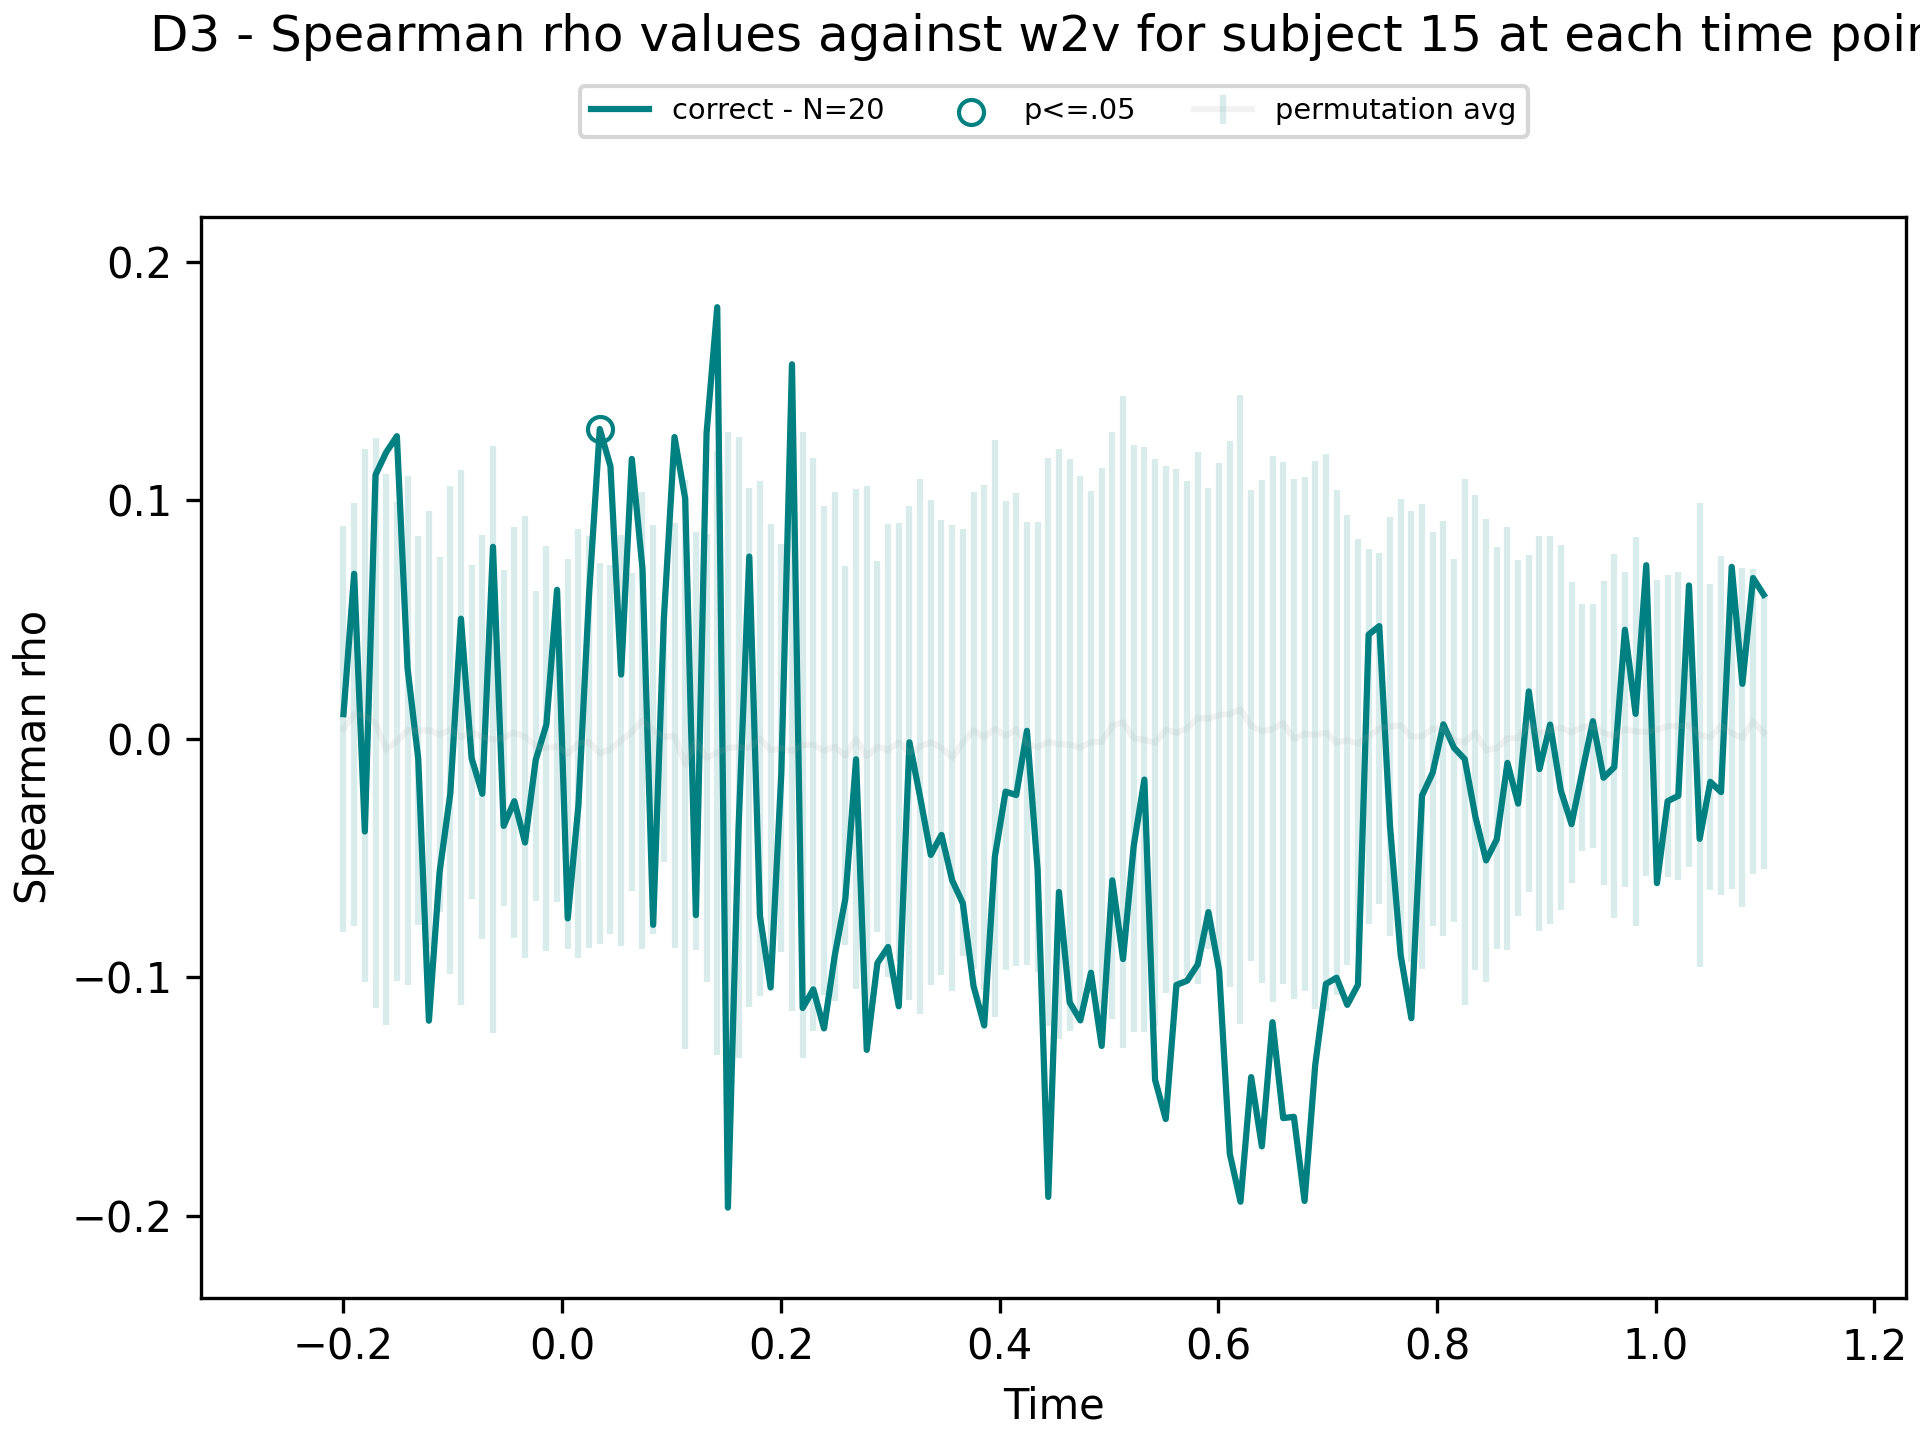 D3 - Spearman rho values against w2v for subject 15 at each time
correct - N=20 p<=.05 permutation avg
0.2
0.1
0.0
−0.1
−0.2
Spearman rho
−0.2 0.0 0.2 0.4 0.6 0.8 1.0 1.2
Time